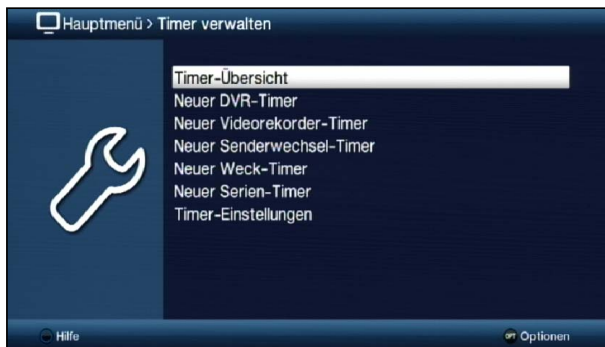 Hauptmenü > Timer verwalten
Timer-Übersicht
Neuer DVR-Timer
Neuer Videorekorder-Timer
Neuer Senderwechsel-Timer
Neuer Weck-Timer
Neuer Serien-Timer
Timer-Einstellungen
Hilfe
OPT Optionen